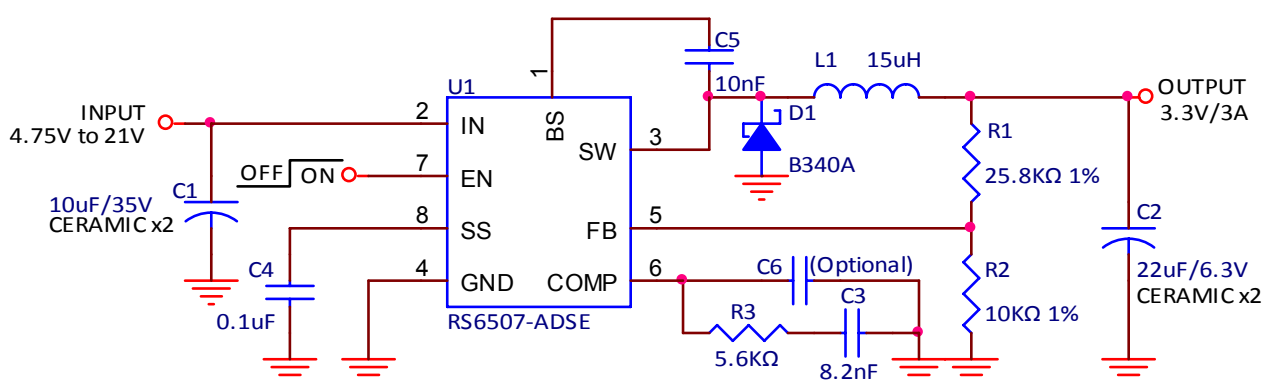 C5
10nF
L1 15uH
OUTPUT
3.3V/3A
INPUT
4.75V to 21V
U1
1
BS
2
IN
D1
B340A
SW
3
R1
25.8KΩ 1%
OFF ON
7
EN
C1
10uF/35V
CERAMIC x2
8
SS
FB
5
C2
22uF/6.3V
CERAMIC x2
C4
0.1uF
4
GND
COMP
6
C6 (Optional)
R2
10KΩ 1%
RS6507-ADSE
R3
5.6KΩ
C3
8.2nF